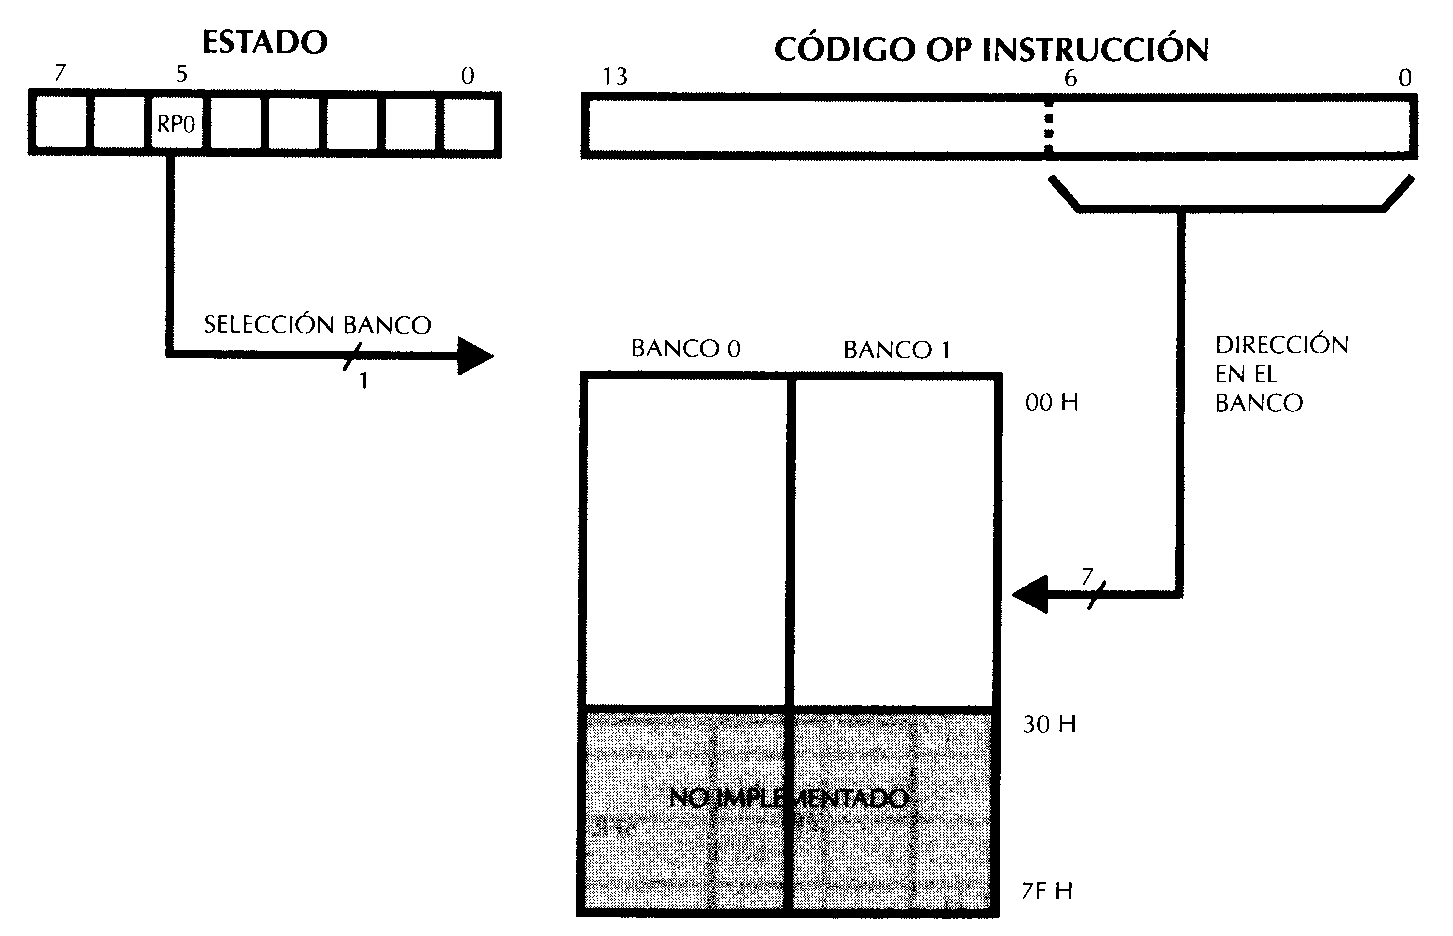 ESTADO
7 5 0
RP0
CÓDIGO OP INSTRUCCIÓN
13 6 0
SELECCIÓN BANCO
1
BANCO 0 BANCO 1
DIRECCIÓN
EN EL
BANCO
00 H
7
30 H
NO IMPLEMENTADO
7F H